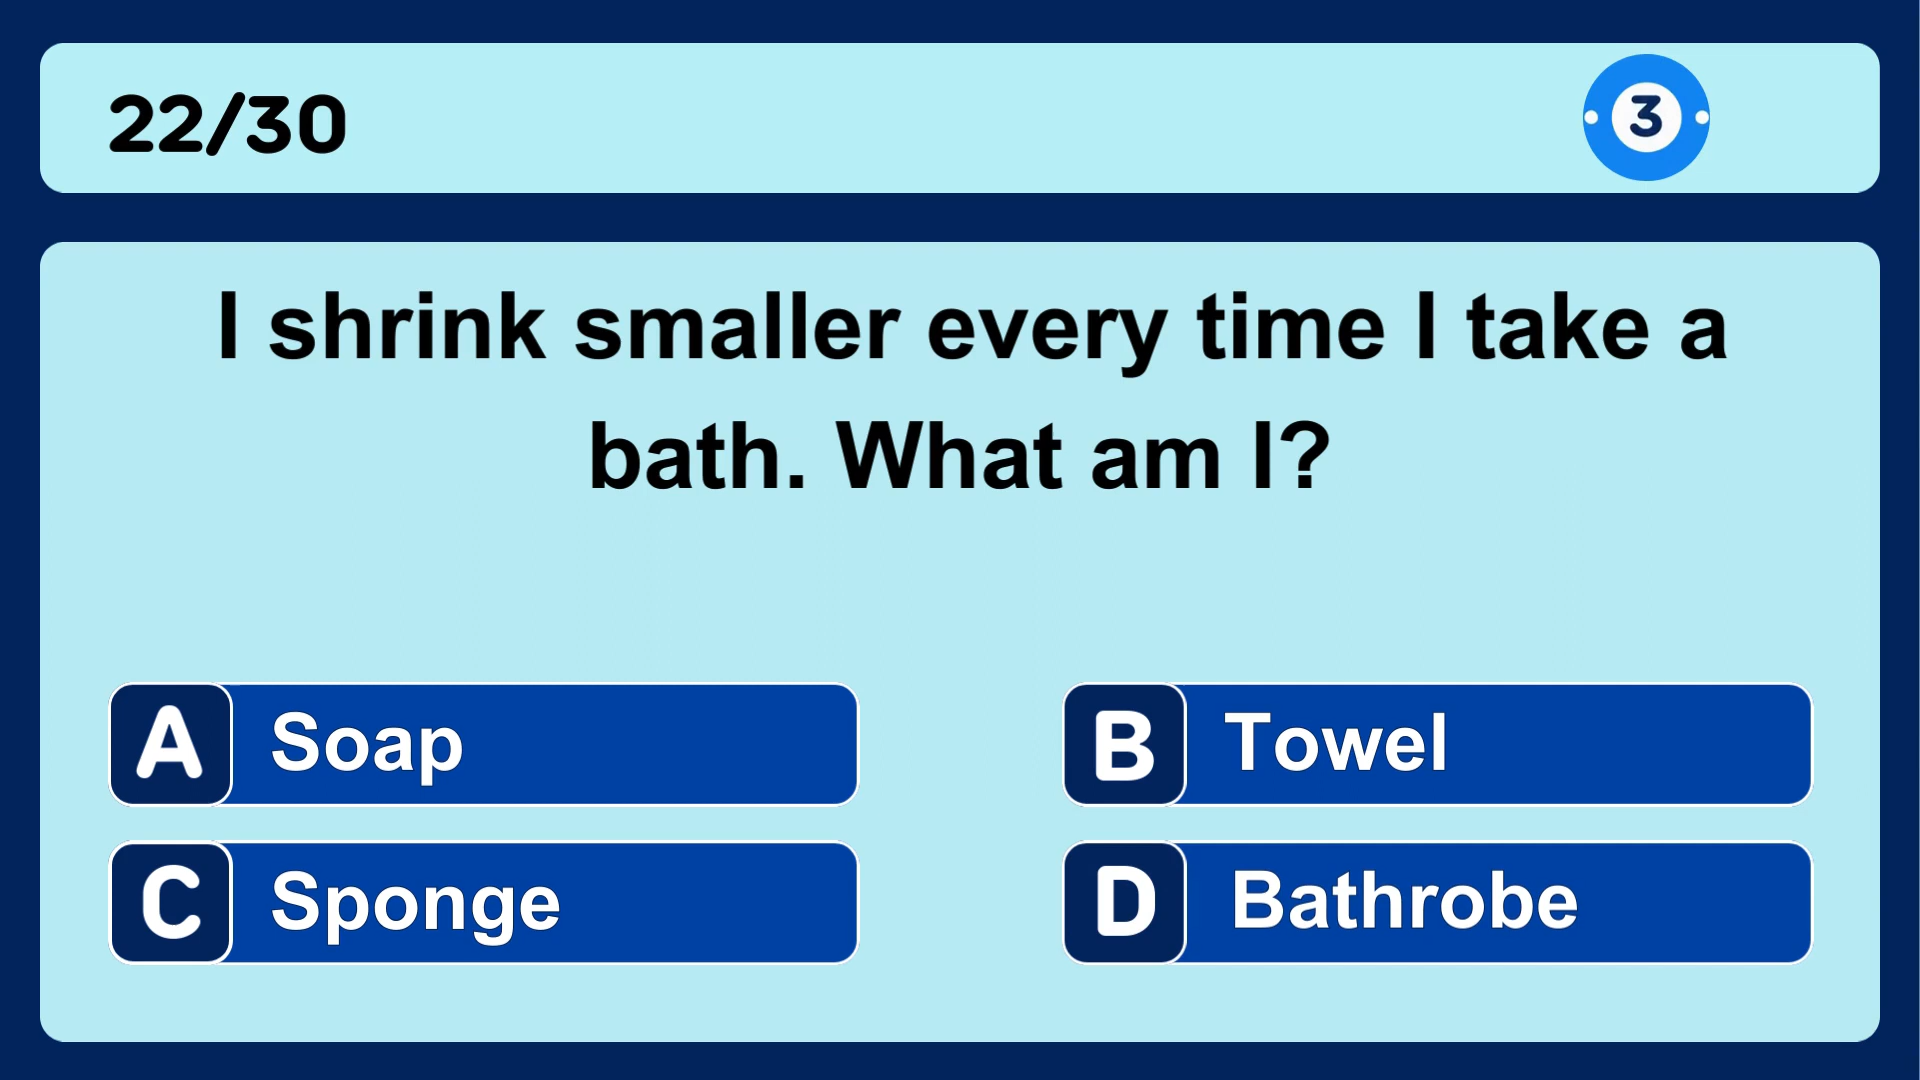 22/30
3
I shrink smaller every time I take a
bath. What am I?
A Soap
B Towel
C Sponge
D Bathrobe